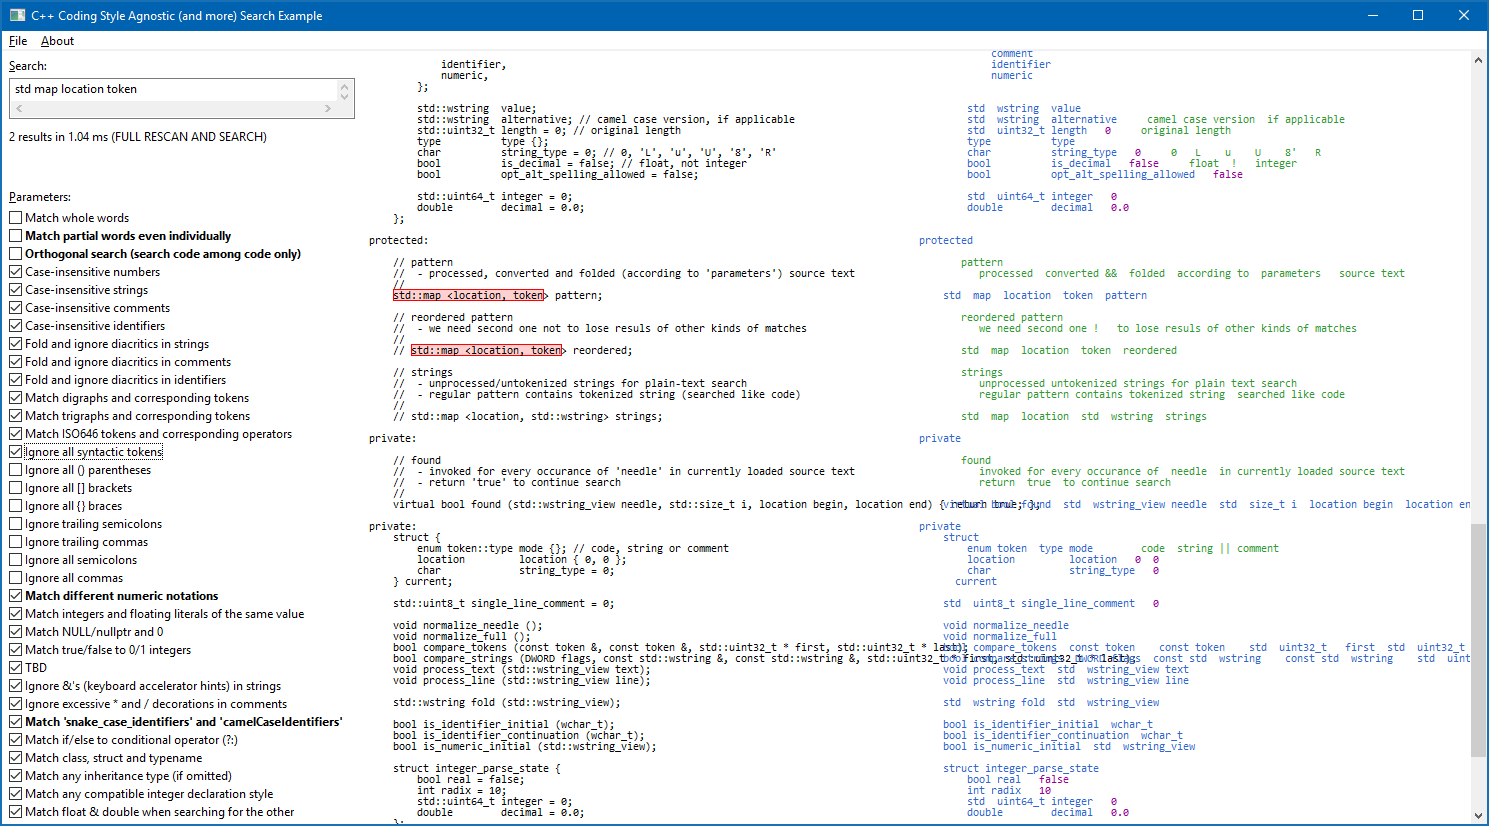 C++ Coding Style Agnostic (and more) Search Example
File About
Search:
std map location token
2 results in 1.04 ms (FULL RESCAN AND SEARCH)
Parameters:
Match whole words
Match partial words even individually
Orthogonal search (search code among code only)
Case-insensitive numbers
Case-insensitive strings
Case-insensitive comments
Case-insensitive identifiers
Fold and ignore diacritics in strings
Fold and ignore diacritics in comments
Fold and ignore diacritics in identifiers
Match digraphs and corresponding tokens
Match trigraphs and corresponding tokens
Match ISO646 tokens and corresponding operators
Ignore all syntactic tokens
Ignore all () parentheses
Ignore all [] brackets
Ignore all {} braces
Ignore trailing semicolons
Ignore trailing commas
Ignore all semicolons
Ignore all commas
Match different numeric notations
Match integers and floating literals of the same value
Match NULL/nullptr and 0
Match true/false to 0/1 integers
TBD
Ignore &'s (keyboard accelerator hints) in strings
Ignore excessive * and / decorations in comments
Match 'snake_case_identifiers' and 'camelCaseIdentifiers'
Match if/else to conditional operator (?:)
Match class, struct and typename
Match any inheritance type (if omitted)
Match any compatible integer declaration style
Match float & double when searching for the other
identifier,
numeric,
};
std::wstring value;
std::wstring alternative; // camel case version, if applicable
std::uint32_t length = 0; // original length
type type {};
char string_type = 0; // 0, 'L', 'u', 'U', '8', 'R'
bool is_decimal = false; // float, not integer
bool opt_alt_spelling_allowed = false;
std::uint64_t integer = 0;
double decimal = 0.0;
};
protected:
// pattern
// - processed, converted and folded (according to 'parameters') source text
//
std::map <location, token> pattern;
// reordered pattern
// - we need second one not to lose resuls of other kinds of matches
//
// std::map <location, token> reordered;
// strings
// - unprocessed/untokenized strings for plain-text search
// - regular pattern contains tokenized string (searched like code)
//
// std::map <location, std::wstring> strings;
private:
// found
// - invoked for every occurance of 'needle' in currently loaded source text
// - return 'true' to continue search
//
virtual bool found (std::wstring_view needle, std::size_t i, location begin, location end) { return true; };
private:
struct {
enum token::type mode {}; // code, string or comment
location location { 0, 0 };
char string_type = 0;
} current;
std::uint8_t single_line_comment = 0;
void normalize_needle ();
void normalize_full ();
bool compare_tokens (const token &, const token &, std::uint32_t * first, std::uint32_t * last);
bool compare_strings (DWORD flags, const std::wstring &, const std::wstring &, std::uint32_t * first, std::uint32_t * last);
void process_text (std::wstring_view text);
void process_line (std::wstring_view line);
std::wstring fold (std::wstring_view);
bool is_identifier_initial (wchar_t);
bool is_identifier_continuation (wchar_t);
bool is_numeric_initial (std::wstring_view);
struct integer_parse_state {
bool real = false;
int radix = 10;
std::uint64_t integer = 0;
double decimal = 0.0;
};
comment
identifier
numeric
std wstring value
std wstring alternative camel case version if applicable
std uint32_t length 0 original length
type type
char string_type 0 0 L u U 8' R
bool is_decimal false float ! integer
bool opt_alt_spelling_allowed false
std uint64_t integer 0
double decimal 0.0
protected
pattern
processed converted && folded according to parameters source text
std map location token pattern
reordered pattern
we need second one ! to lose resuls of other kinds of matches
std map location token reordered
strings
unprocessed untokenized strings for plain text search
regular pattern contains tokenized string searched like code
std map location std wstring strings
private
found
invoked for every occurance of needle in currently loaded source text
return true to continue search
virtual bool found std wstring_view needle std size_t i location begin location en
private
struct
enum token type mode code string || comment
location location 0 0
char string_type 0
current
std uint8_t single_line_comment 0
void normalize_needle
void normalize_full
bool compare_tokens const token const token std uint32_t first std uint32_t
bool compare_strings DWORD flags const std wstring const std wstring std uint
void process_text std wstring_view text
void process_line std wstring_view line
std wstring fold std wstring_view
bool is_identifier_initial wchar_t
bool is_identifier_continuation wchar_t
bool is_numeric_initial std wstring_view
struct integer_parse_state
bool real false
int radix 10
std uint64_t integer 0
double decimal 0.0